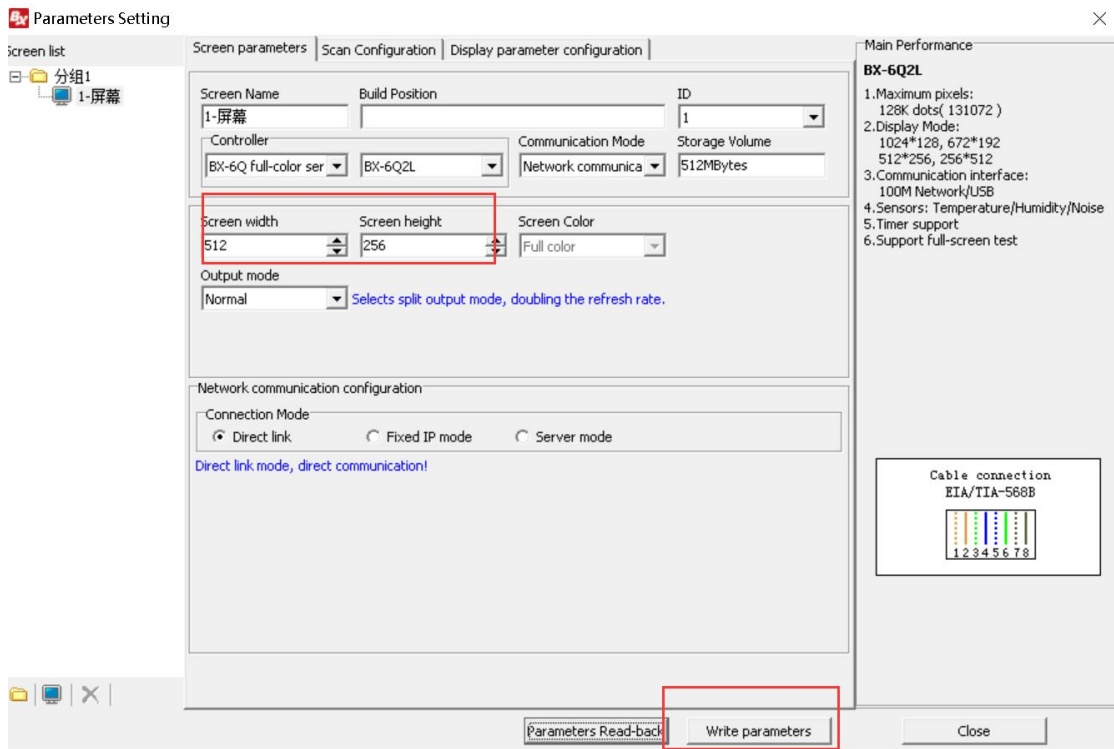 BX Parameters Setting
Screen list
分组1
1-屏幕
Screen parameters Scan Configuration Display parameter configuration
Screen Name Build Position ID
1-屏幕 1
Controller Communication Mode Storage Volume
BX-6Q full-color ser BX-6Q2L Network communica 512MBytes
Screen width Screen height Screen Color
512 256 Full color
Output mode
Normal Selects split output mode, doubling the refresh rate.
Network communication configuration
Connection Mode
Direct link Fixed IP mode Server mode
Direct link mode, direct communication!
Main Performance
BX-6Q2L
1.Maximum pixels:
128K dots( 131072 )
2.Display Mode:
1024*128, 672*192
512*256, 256*512
3.Communication interface:
100M Network/USB
4.Sensors: Temperature/Humidity/Noise
5.Timer support
6.Support full-screen test
Cable connection
EIA/TIA-568B
12345678
Parameters Read-back Write parameters Close